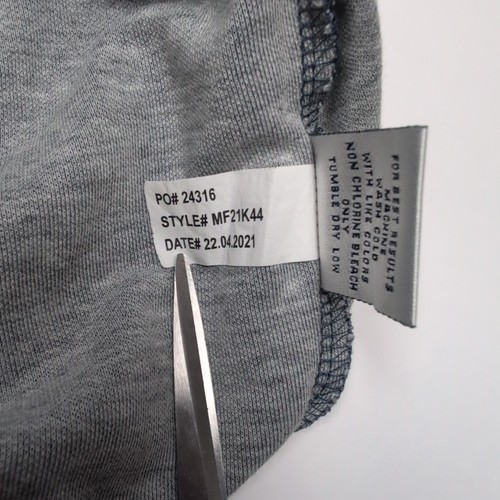 PO# 24316
STYLE# MF21K44
DATE# 22.04.2021
FOR BEST RESULTS
MACHINE
WASH COLD
WITH LIKE COLORS
NON CHLORINE BLEACH
ONLY
TUMBLE DRY LOW